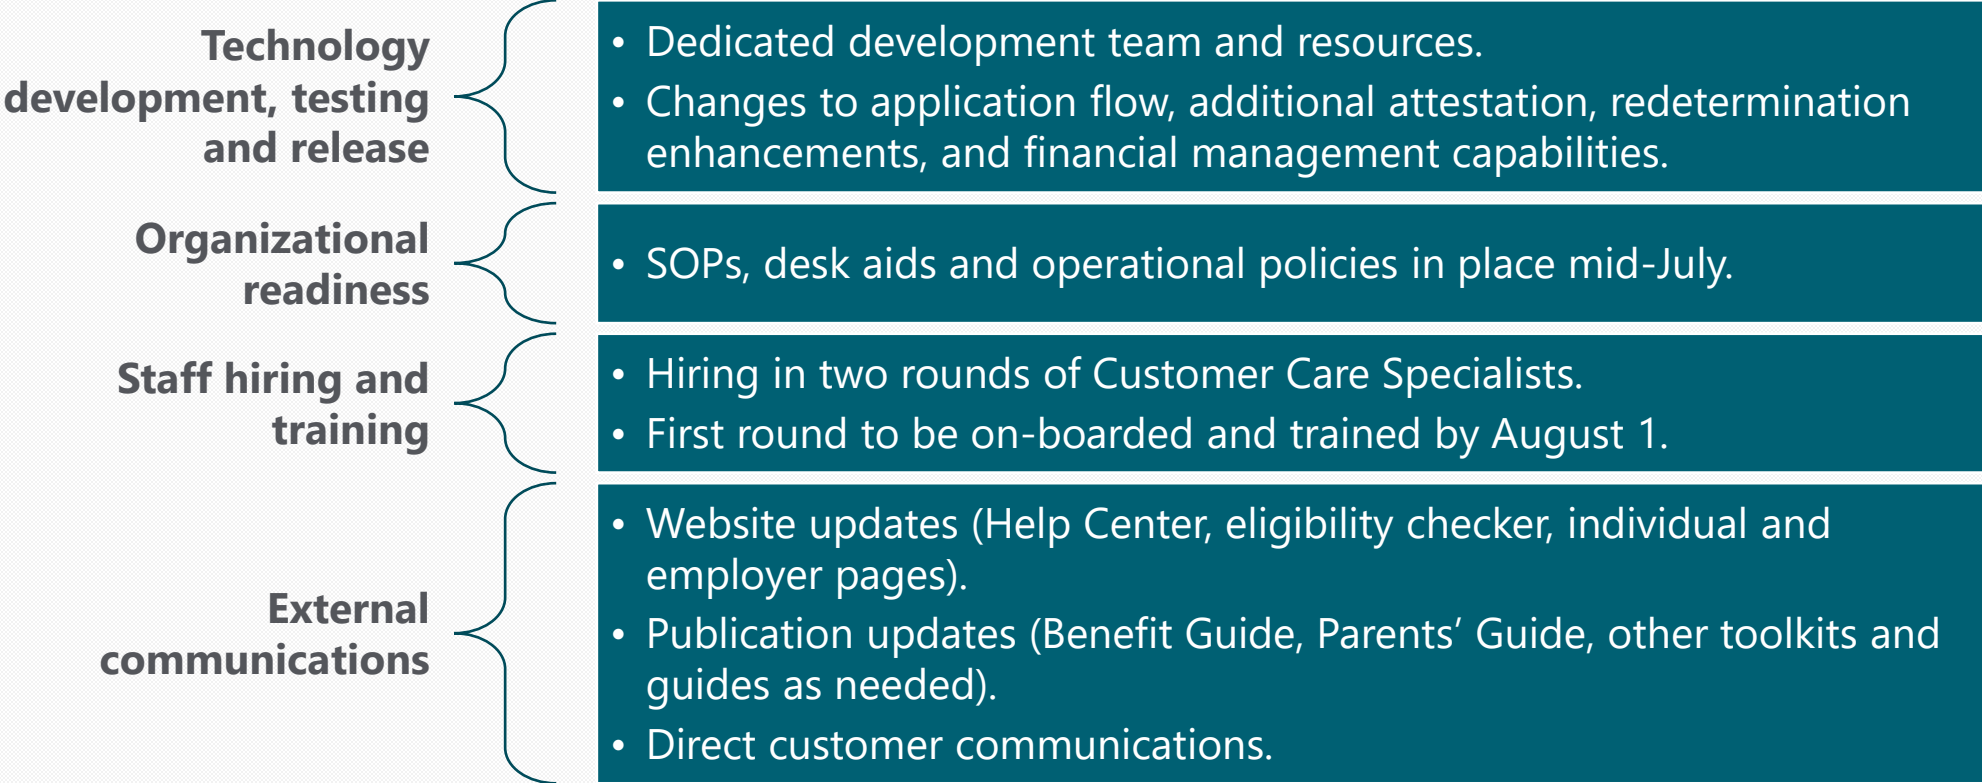 Technology
development, testing
and release
• Dedicated development team and resources.
• Changes to application flow, additional attestation, redetermination
enhancements, and financial management capabilities.
Organizational
readiness
• SOPs, desk aids and operational policies in place mid-July.
Staff hiring and
training
• Hiring in two rounds of Customer Care Specialists.
• First round to be on-boarded and trained by August 1.
External
communications
• Website updates (Help Center, eligibility checker, individual and
employer pages).
• Publication updates (Benefit Guide, Parents’ Guide, other toolkits and
guides as needed).
• Direct customer communications.